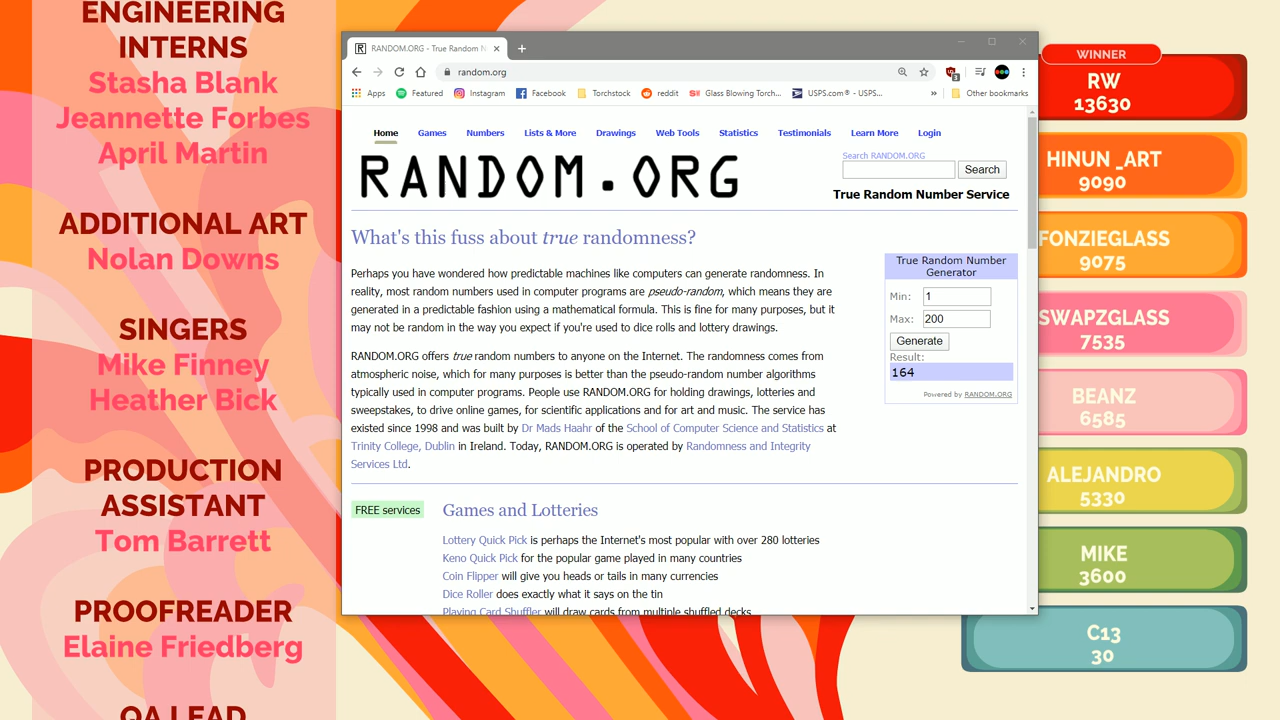 ENGINEERING
INTERNS
Stasha Blank
Jeannette Forbes
April Martin
ADDITIONAL ART
Nolan Downs
SINGERS
Mike Finney
Heather Bick
PRODUCTION
ASSISTANT
Tom Barrett
PROOFREADER
Elaine Friedberg
QA LEAD
RANDOM.ORG - True Random N
random.org
3
Apps Featured Instagram Facebook Torchstock reddit Glass Blowing Torch... USPS.com® - USPS... » Other bookmarks
Home Games Numbers Lists & More Drawings Web Tools Statistics Testimonials Learn More Login
RANDOM.ORG
Search RANDOM.ORG
Search
True Random Number Service
What's this fuss about true randomness?
Perhaps you have wondered how predictable machines like computers can generate randomness. In
reality, most random numbers used in computer programs are pseudo-random, which means they are
generated in a predictable fashion using a mathematical formula. This is fine for many purposes, but it
may not be random in the way you expect if you're used to dice rolls and lottery drawings.
RANDOM.ORG offers true random numbers to anyone on the Internet. The randomness comes from
atmospheric noise, which for many purposes is better than the pseudo-random number algorithms
typically used in computer programs. People use RANDOM.ORG for holding drawings, lotteries and
sweepstakes, to drive online games, for scientific applications and for art and music. The service has
existed since 1998 and was built by Dr Mads Haahr of the School of Computer Science and Statistics at
Trinity College, Dublin in Ireland. Today, RANDOM.ORG is operated by Randomness and Integrity
Services Ltd.
True Random Number
Generator
Min: 1
Max: 200
Generate
Result:
164
Powered by RANDOM.ORG
FREE services
Games and Lotteries
Lottery Quick Pick is perhaps the Internet's most popular with over 280 lotteries
Keno Quick Pick for the popular game played in many countries
Coin Flipper will give you heads or tails in many currencies
Dice Roller does exactly what it says on the tin
Playing Card Shuffler will draw cards from multiple shuffled decks
WINNER
RW
13630
HINUN_ART
9090
FONZIEGLASS
9075
SWAPZGLASS
7535
BEANZ
6585
ALEJANDRO
5330
MIKE
3600
C13
30